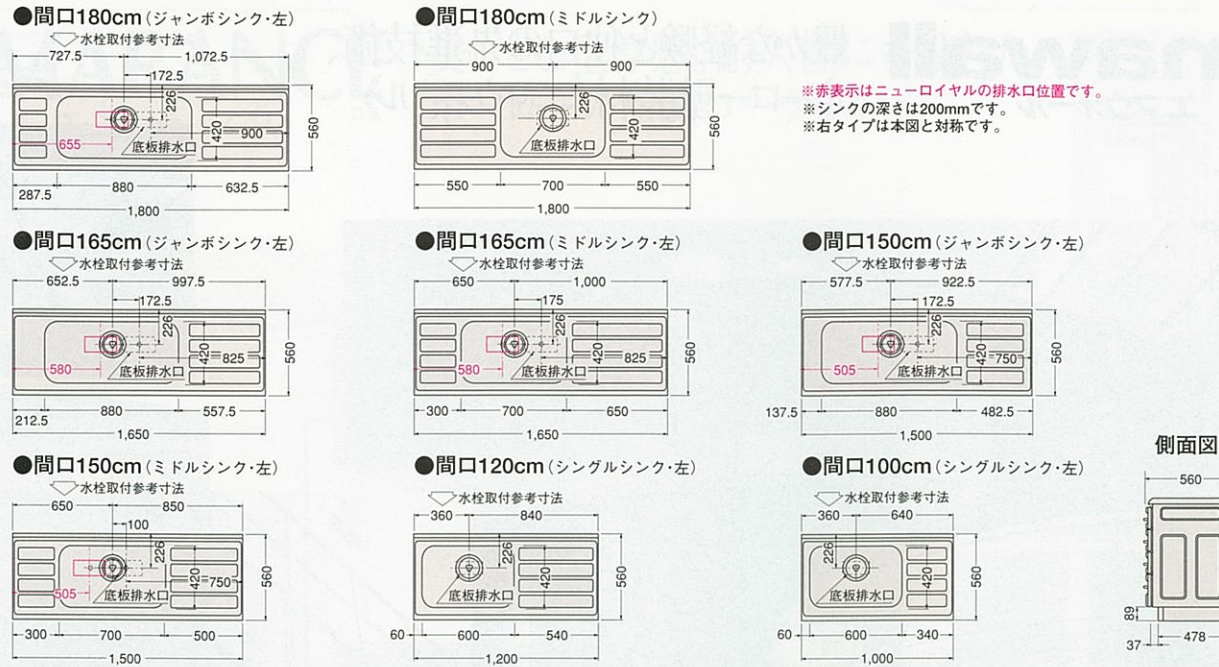 ●間口180cm(ジャンボシンク・左)
水栓取付参考寸法
727.5 1,072.5
172.5
226
420
900
560
655
底板排水口
287.5 880 632.5
1,800
●間口180cm(ミドルシンク)
水栓取付参考寸法
900 900
226
420
560
底板排水口
550 700 550
1,800
※赤表示はニューロイヤルの排水口位置です。
※シンクの深さは200mmです。
※右タイプは本図と対称です。
●間口165cm(ジャンボシンク・左)
水栓取付参考寸法
652.5 997.5
172.5
226
420
825
560
580
底板排水口
212.5 880 557.5
1,650
●間口165cm(ミドルシンク・左)
水栓取付参考寸法
650 1,000
175
226
420
825
560
580
底板排水口
300 700 650
1,650
●間口150cm(ジャンボシンク・左)
水栓取付参考寸法
577.5 922.5
172.5
226
420
750
560
505
底板排水口
137.5 880 482.5
1,500
●間口150cm(ミドルシンク・左)
水栓取付参考寸法
650 850
100
226
420
750
560
505
底板排水口
300 700 500
1,500
●間口120cm(シングルシンク・左)
水栓取付参考寸法
360 840
226
420
560
底板排水口
60 600 540
1,200
●間口100cm(シングルシンク・左)
水栓取付参考寸法
360 640
226
420
560
底板排水口
60 600 340
1,000
側面図
560
89
37 478